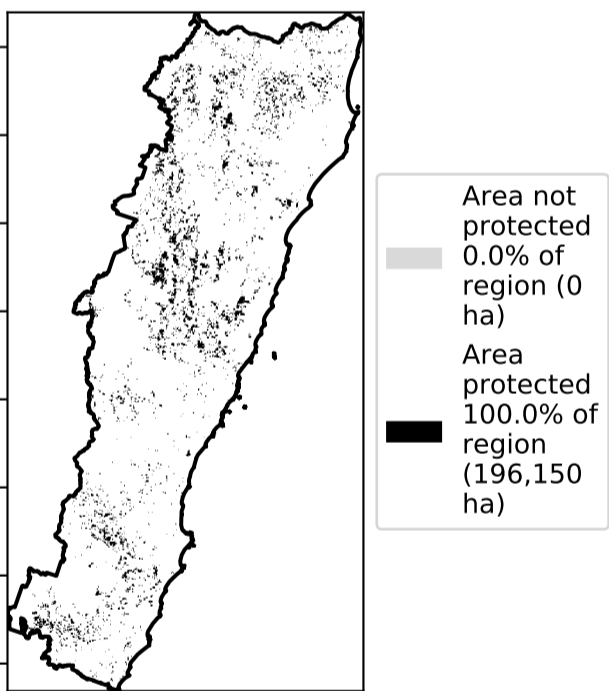 Area not
protected
0.0% of
region (0
ha)
Area
protected
100.0% of
region
(196,150
ha)